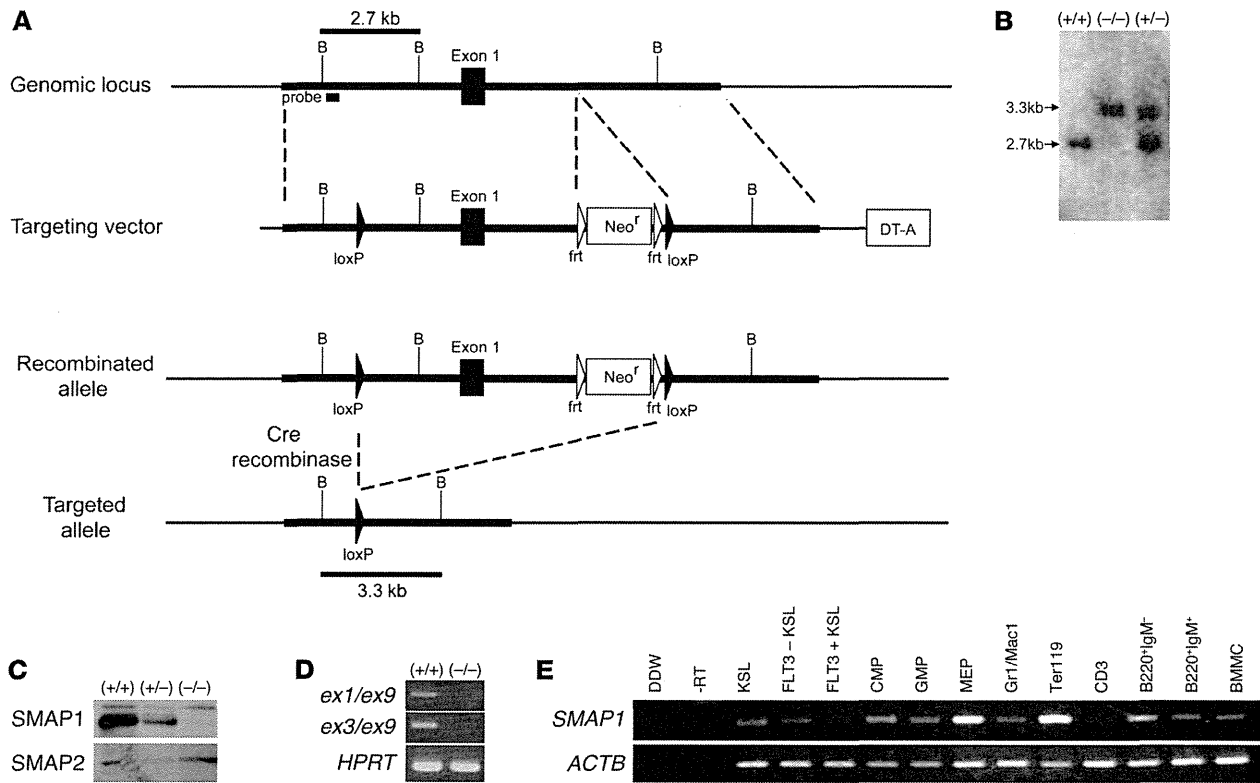 A
2.7 kb
B B Exon 1 B
Genomic locus
probe
B B Exon 1 B
Targeting vector
Neoʳ
DT-A
loxP frt frt loxP
B B Exon 1 B
Recombinated
allele
Neoʳ
loxP frt frt loxP
Cre
recombinase
B B
Targeted
allele
loxP
3.3 kb
B
(+/+) (−/−) (+/−)
3.3kb
2.7kb
C
(+/+) (+/−) (−/−)
SMAP1
SMAP2
D
(+/+) (−/−)
ex1/ex9
ex3/ex9
HPRT
E
DDW
-RT
KSL
FLT3 − KSL
FLT3 + KSL
CMP
GMP
MEP
Gr1/Mac1
Ter119
CD3
B220⁺IgM⁻
B220⁺IgM⁺
BMMC
SMAP1
ACTB